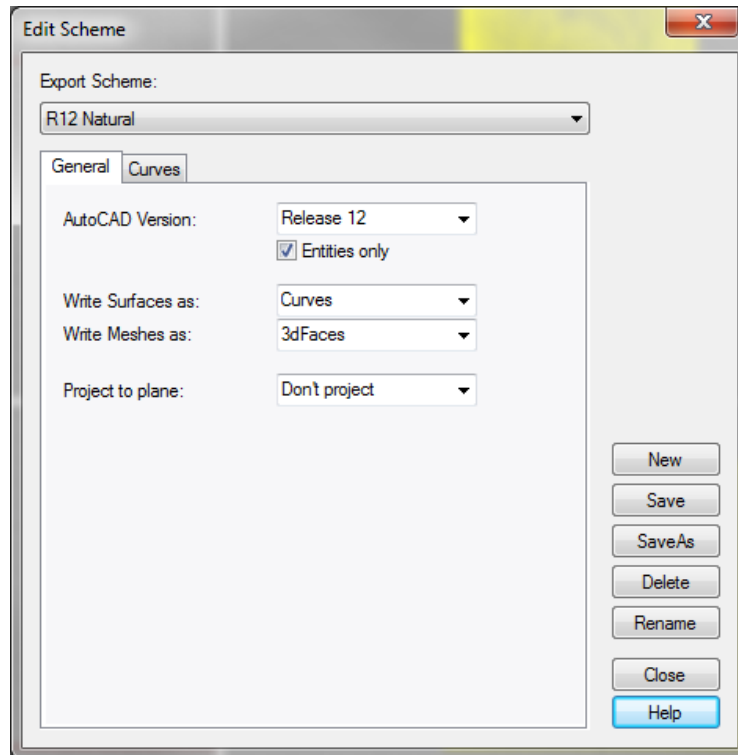 Edit Scheme
Export Scheme:
R12 Natural
General Curves
AutoCAD Version: Release 12
Entities only
Write Surfaces as: Curves
Write Meshes as: 3dFaces
Project to plane: Don't project
New
Save
SaveAs
Delete
Rename
Close
Help